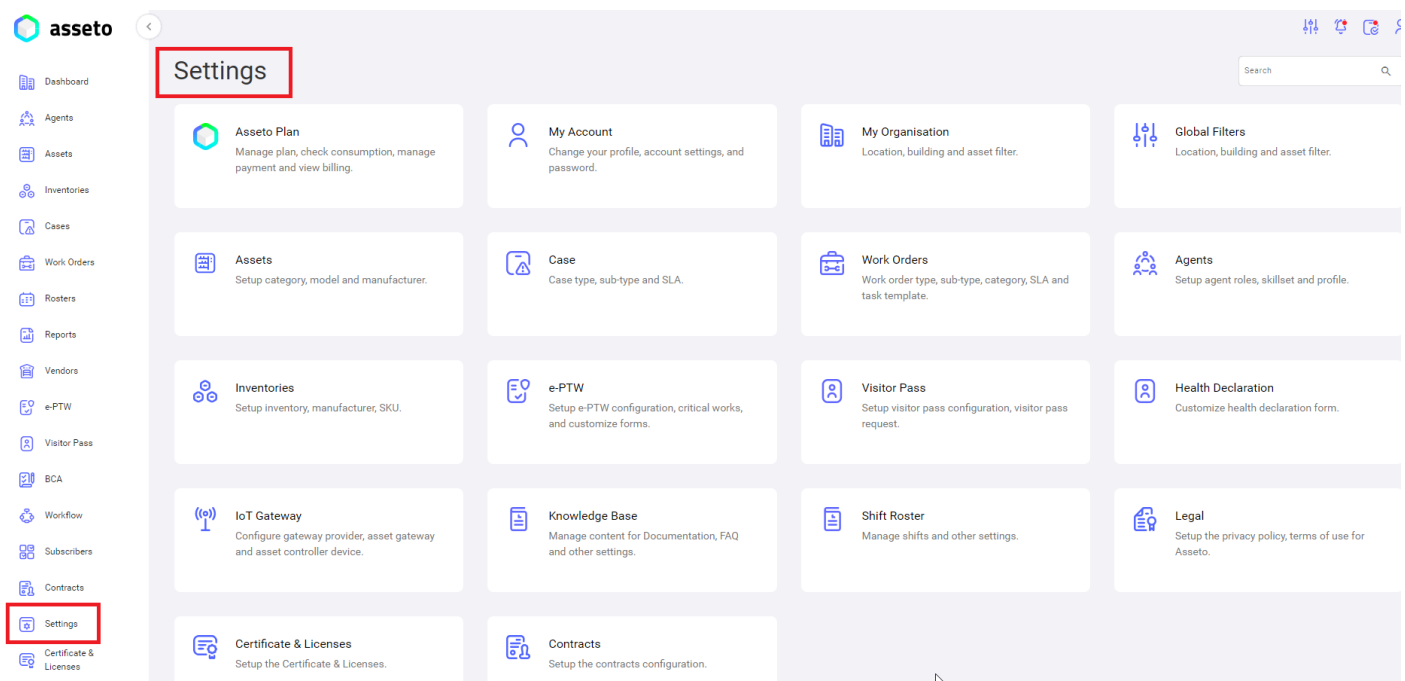 asseto
Dashboard
Agents
Assets
Inventories
Cases
Work Orders
Rosters
Reports
Vendors
e-PTW
Visitor Pass
BCA
Workflow
Subscribers
Contracts
Settings
Certificate &
Licenses
Settings
Search
Asseto Plan
Manage plan, check consumption, manage
payment and view billing.
My Account
Change your profile, account settings, and
password.
My Organisation
Location, building and asset filter.
Global Filters
Location, building and asset filter.
Assets
Setup category, model and manufacturer.
Case
Case type, sub-type and SLA.
Work Orders
Work order type, sub-type, category, SLA and
task template.
Agents
Setup agent roles, skillset and profile.
Inventories
Setup inventory, manufacturer, SKU.
e-PTW
Setup e-PTW configuration, critical works,
and customize forms.
Visitor Pass
Setup visitor pass configuration, visitor pass
request.
Health Declaration
Customize health declaration form.
IoT Gateway
Configure gateway provider, asset gateway
and asset controller device.
Knowledge Base
Manage content for Documentation, FAQ
and other settings.
Shift Roster
Manage shifts and other settings.
Legal
Setup the privacy policy, terms of use for
Asseto.
Certificate & Licenses
Setup the Certificate & Licenses.
Contracts
Setup the contracts configuration.